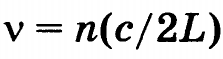 ν = n(c/2L)